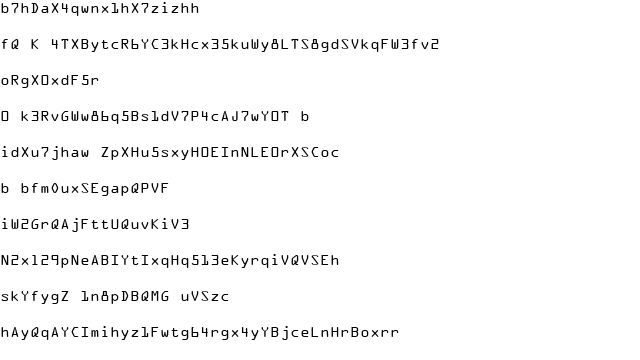 b7hDaX4qwnx1hX7zizhh
fQ K 4TXBytcR6YC3kHcx35kuWy8LTS8gdSVkqFW3fv2
oRgXOxdF5r
O k3RvGWw86q5Bs1dV7P4cAJ7wYOT b
idXu7jhaw ZpXHu5sxyHOEInNLEOrXSCoc
b bfm0uxSEgapQPVF
iW2GrQAjFttUQuvKiV3
N2x129pNeABIYtIxqHq513eKyrqiVQVSEh
skYfygZ 1n8pDBQMG uVSzc
hAyQqAYCImihyz1Fwtg64rgx4yYBjceLnHrBoxrr